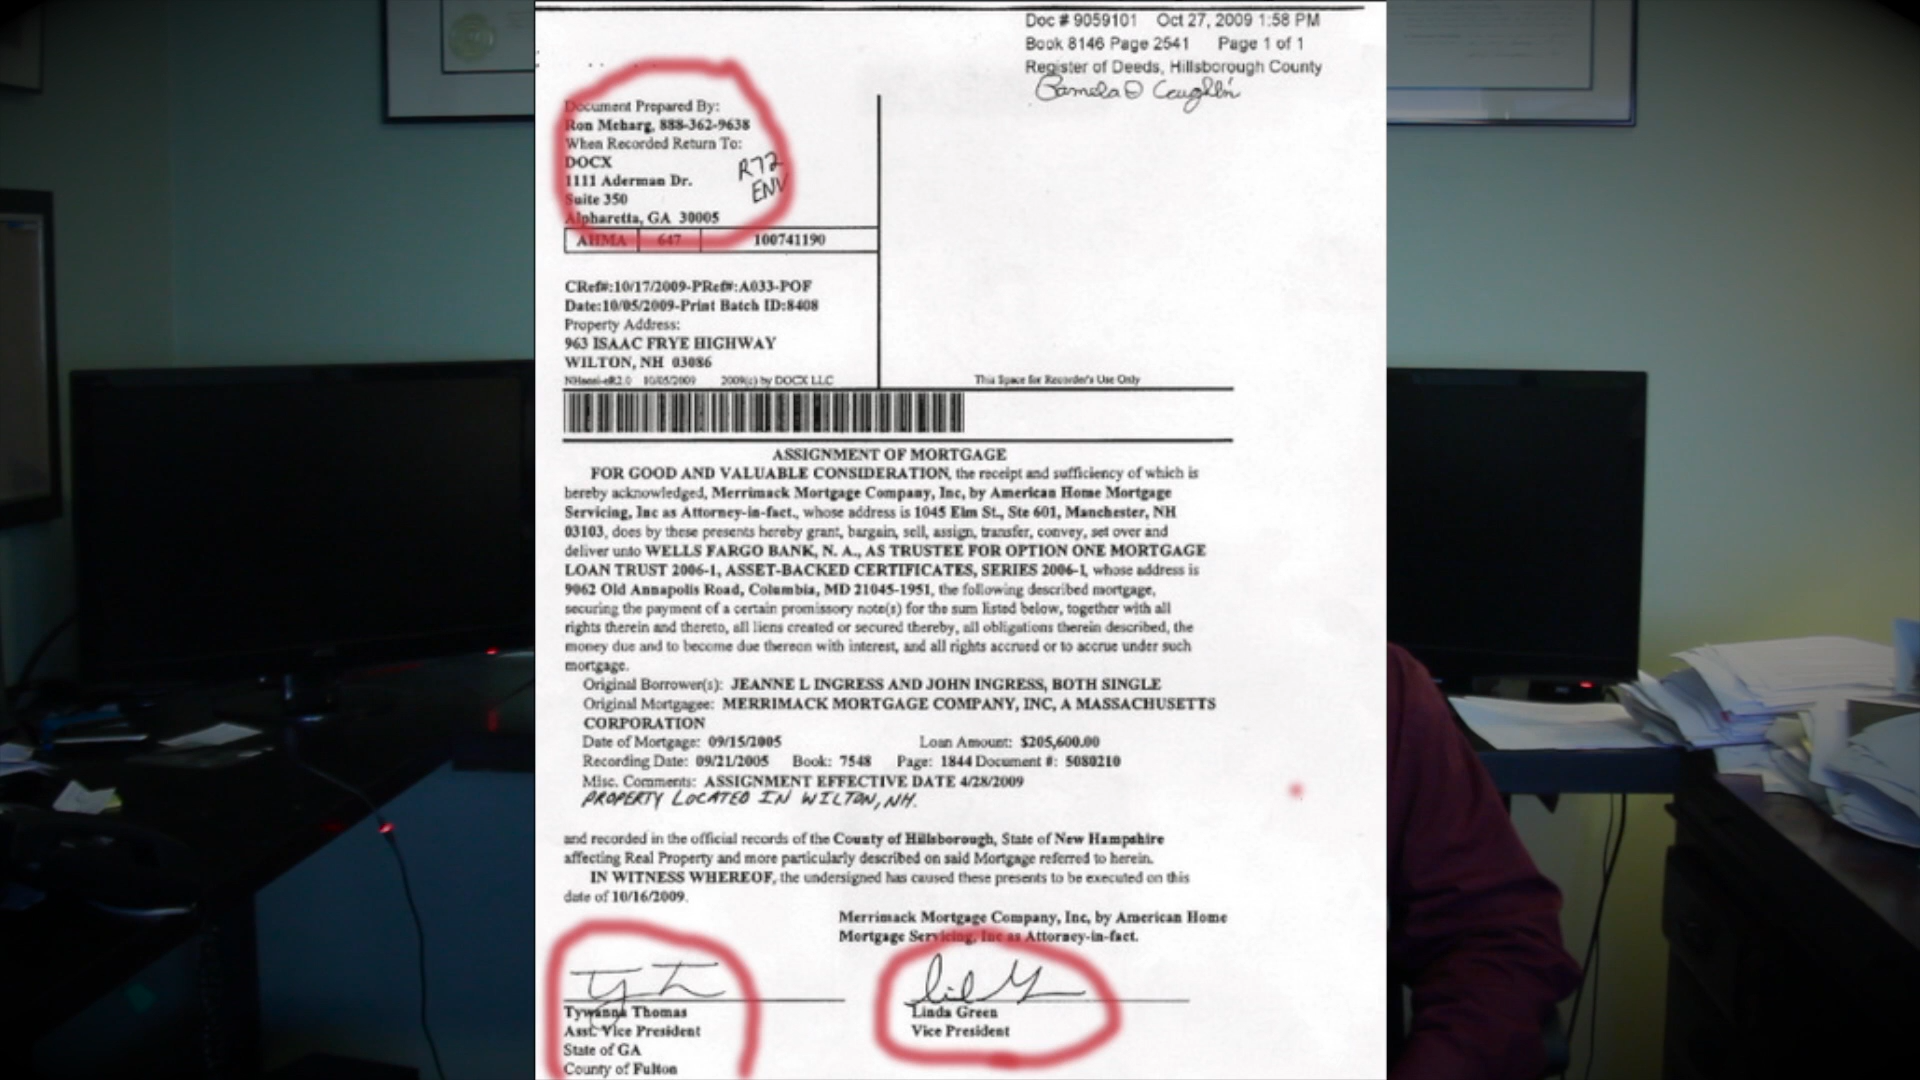 Doc # 9059101 Oct 27, 2009 1:58 PM
Book 8146 Page 2541 Page 1 of 1
Register of Deeds, Hillsborough County
Pamela D Coughlin
Document Prepared By:
Ron Meharg, 888-362-9638
When Recorded Return To:
DOCX
1111 Aderman Dr.
Suite 350
Alpharetta, GA 30005
R72
ENV
AHMA 647 100741190
CRef#:10/17/2009-PRef#:A033-POF
Date:10/05/2009-Print Batch ID:8408
Property Address:
963 ISAAC FRYE HIGHWAY
WILTON, NH 03086
10/05/2009 2009(c) by DOCX LLC
This Space for Recorder's Use Only
ASSIGNMENT OF MORTGAGE
FOR GOOD AND VALUABLE CONSIDERATION, the receipt and sufficiency of which is
hereby acknowledged, Merrimack Mortgage Company, Inc, by American Home Mortgage
Servicing, Inc as Attorney-in-fact., whose address is 1045 Elm St., Ste 601, Manchester, NH
03103, does by these presents hereby grant, bargain, sell, assign, transfer, convey, set over and
deliver unto WELLS FARGO BANK, N. A., AS TRUSTEE FOR OPTION ONE MORTGAGE
LOAN TRUST 2006-1, ASSET-BACKED CERTIFICATES, SERIES 2006-1, whose address is
9062 Old Annapolis Road, Columbia, MD 21045-1951, the following described mortgage,
securing the payment of a certain promissory note(s) for the sum listed below, together with all
rights therein and thereto, all liens created or secured thereby, all obligations therein described, the
money due and to become due thereon with interest, and all rights accrued or to accrue under such
mortgage.
Original Borrower(s): JEANNE L INGRESS AND JOHN INGRESS, BOTH SINGLE
Original Mortgagee: MERRIMACK MORTGAGE COMPANY, INC, A MASSACHUSETTS
CORPORATION
Date of Mortgage: 09/15/2005 Loan Amount: $205,600.00
Recording Date: 09/21/2005 Book: 7548 Page: 1844 Document #: 5080210
Misc. Comments: ASSIGNMENT EFFECTIVE DATE 4/28/2009
PROPERTY LOCATED IN WILTON, NH.
and recorded in the official records of the County of Hillsborough, State of New Hampshire
affecting Real Property and more particularly described on said Mortgage referred to herein.
IN WITNESS WHEREOF, the undersigned has caused these presents to be executed on this
date of 10/16/2009.
Merrimack Mortgage Company, Inc, by American Home
Mortgage Servicing, Inc as Attorney-in-fact.
Tywanna Thomas
Asst. Vice President
State of GA
County of Fulton
Linda Green
Vice President